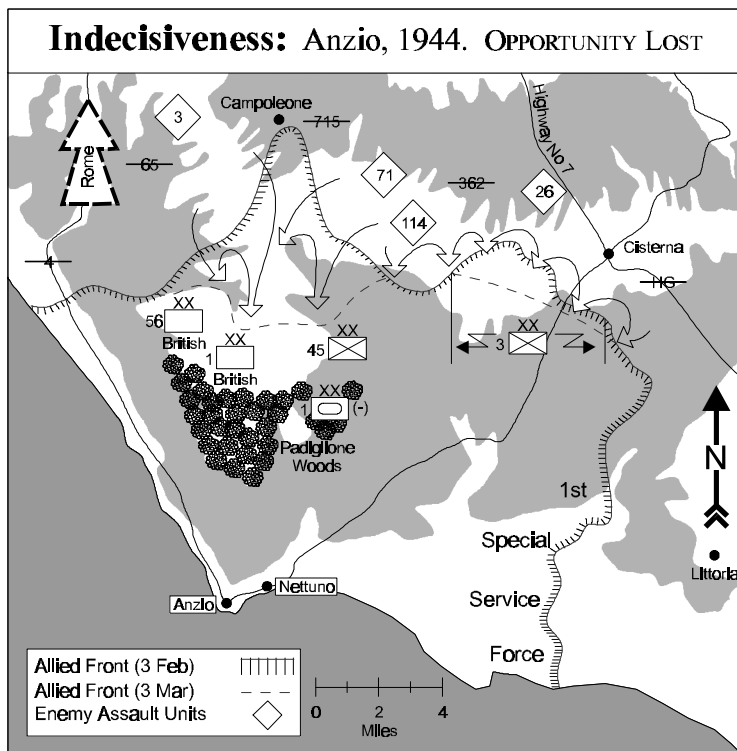 Indecisiveness: Anzio, 1944. OPPORTUNITY LOST
Campoleone
3
715
Highway No 7
Rome
65
71
362
26
114
Cisterna
4
HG
XX
56
British
XX
1
British
XX
45
XX
3
XX
1 (-)
Padiglione
Woods
N
1st
Special
Service
Force
Littoria
Nettuno
Anzio
Allied Front (3 Feb)
Allied Front (3 Mar)
Enemy Assault Units
0 2 4
Miles